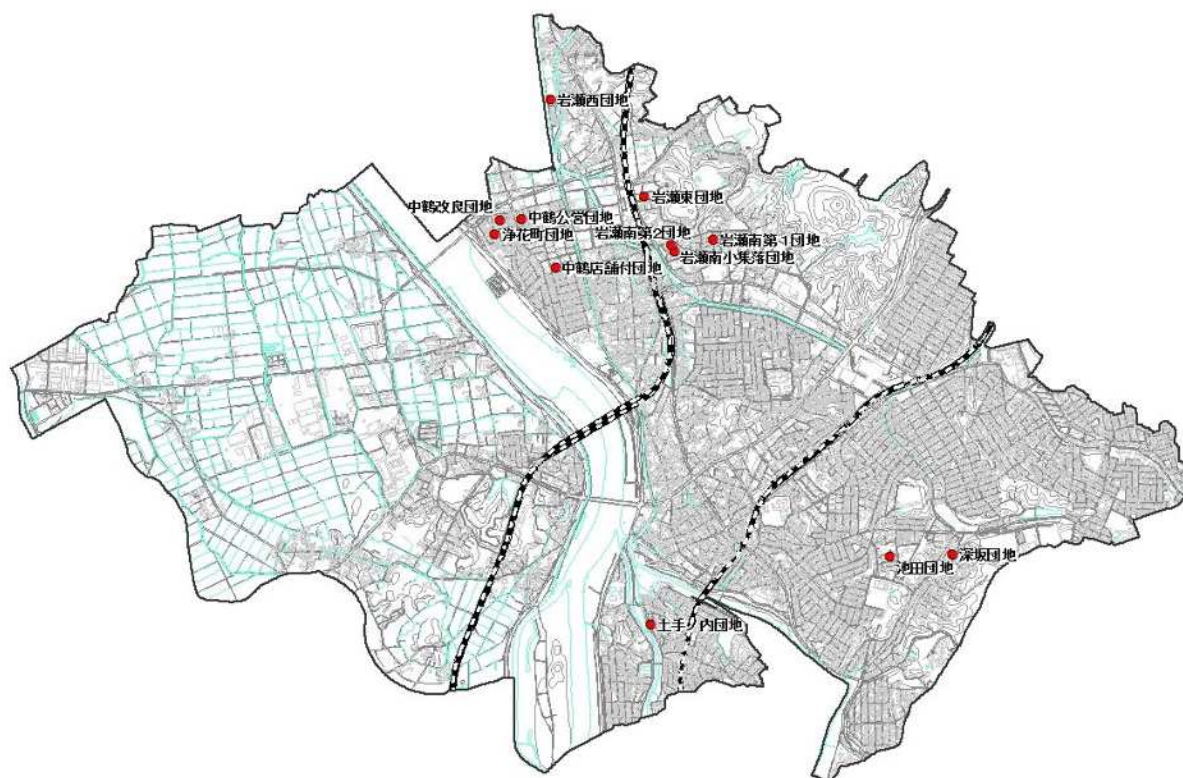 岩瀬西団地
岩瀬東団地
中鶴改良団地
中鶴公営団地
浄花町団地
岩瀬南第2団地
岩瀬南第1団地
岩瀬南小集落団地
中鶴店舗付団地
深坂団地
池田団地
土手ノ内団地